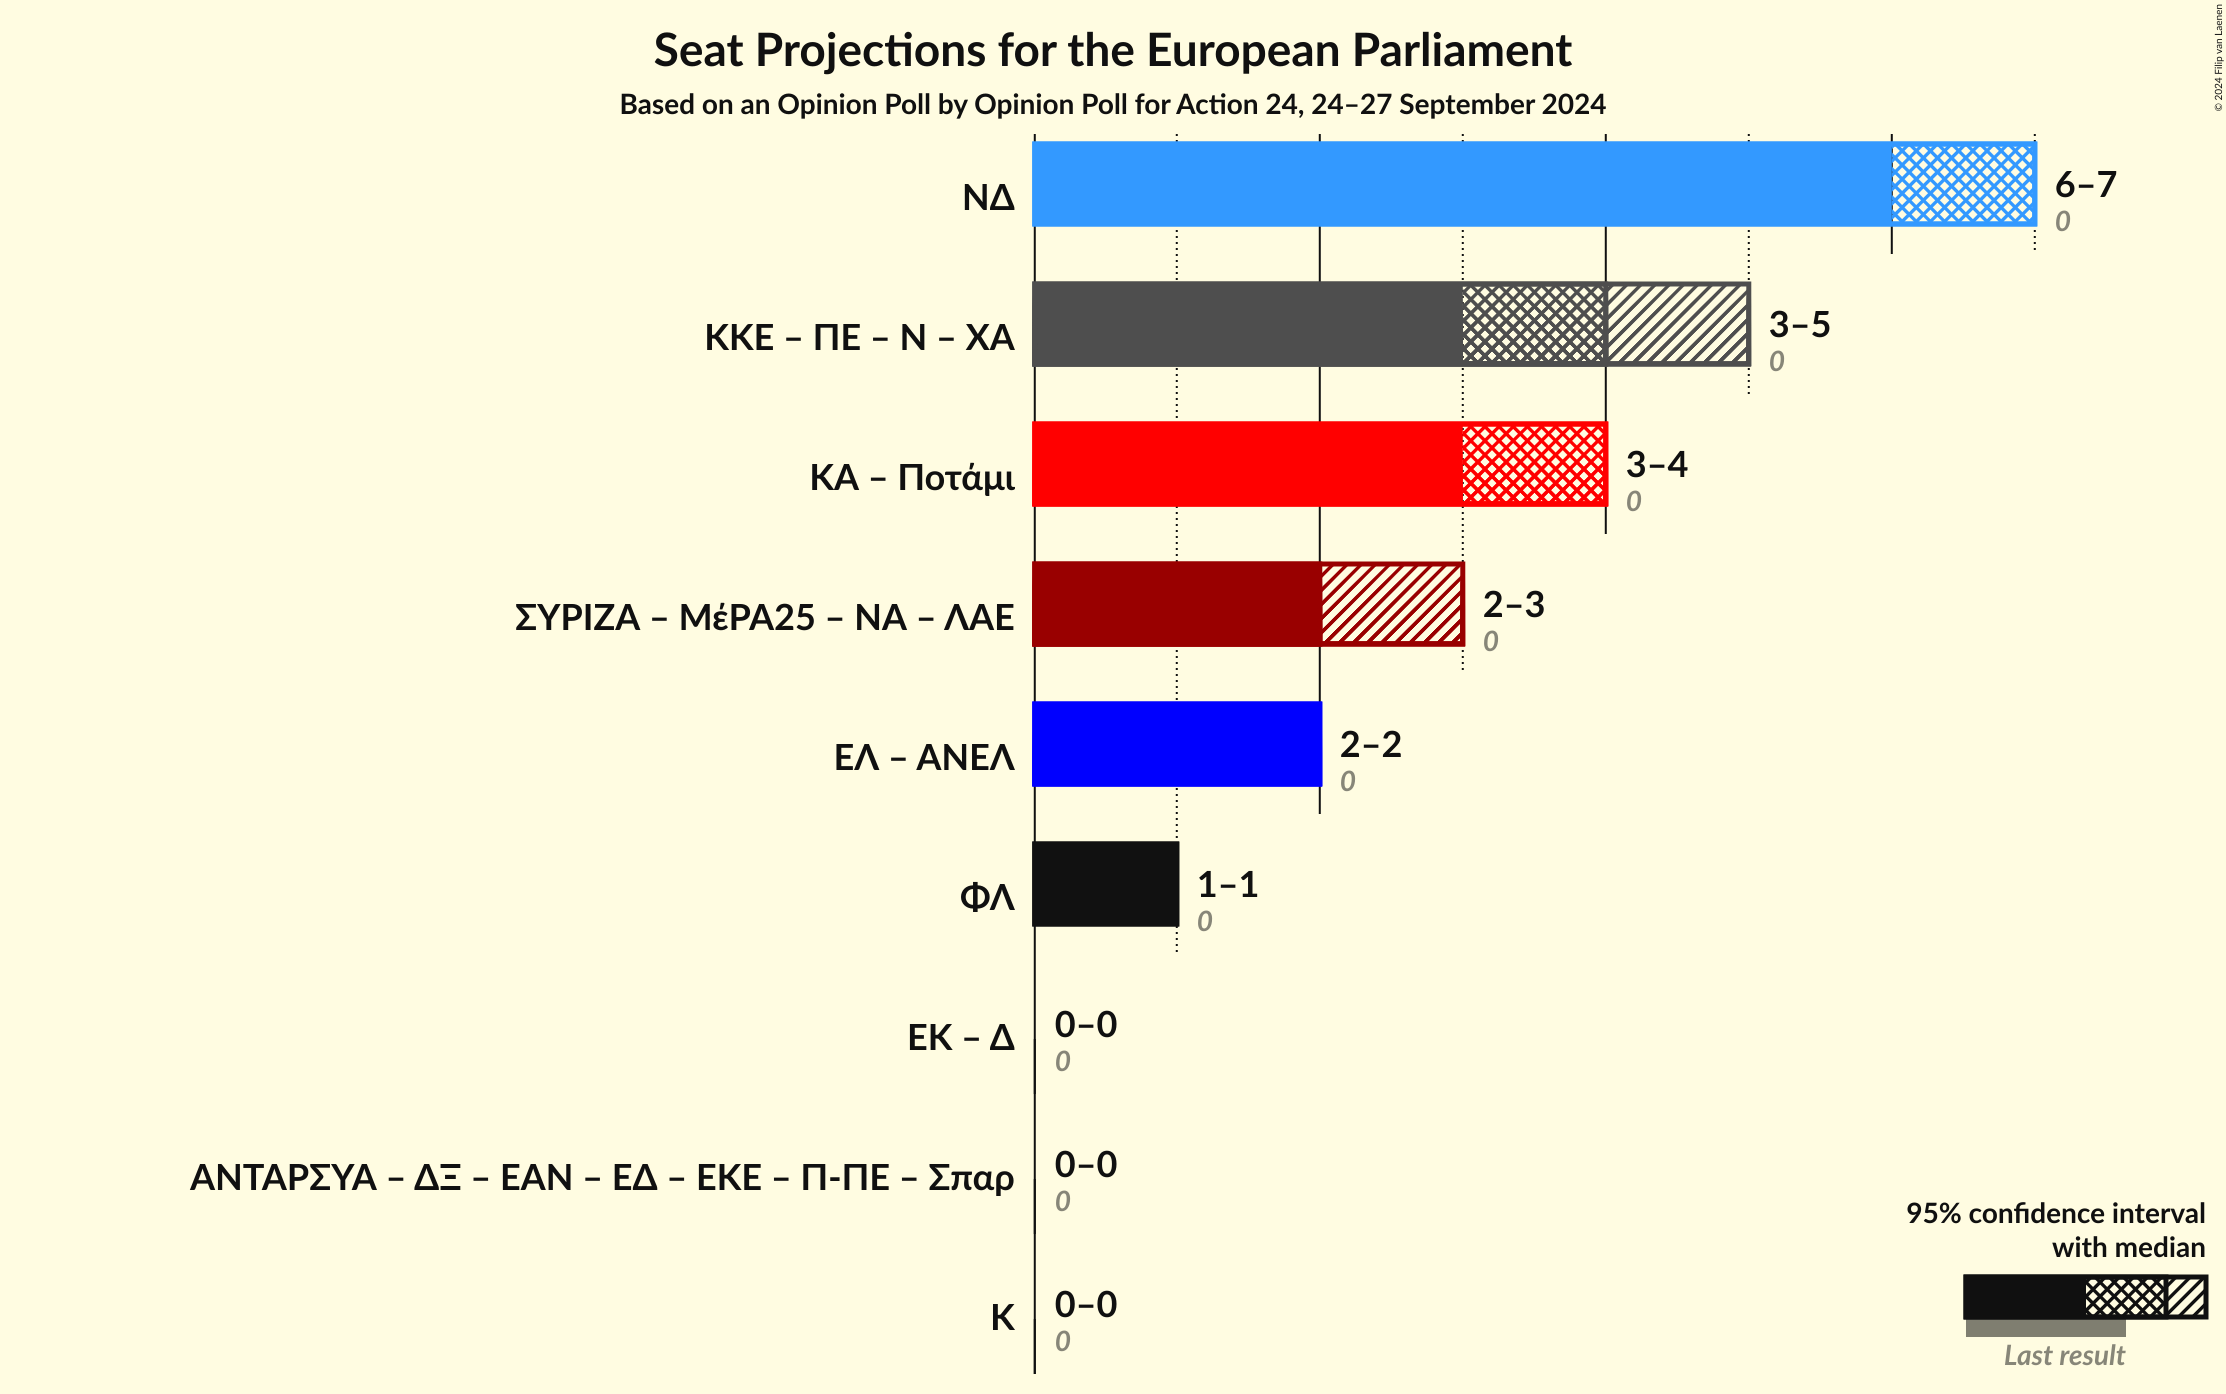 Seat Projections for the European Parliament
Based on an Opinion Poll by Opinion Poll for Action 24, 24–27 September 2024
© 2024 Filip van Laenen
ΝΔ
6–7
0
ΚΚΕ – ΠΕ – Ν – ΧΑ
3–5
0
ΚΑ – Ποτάμι
3–4
0
ΣΥΡΙΖΑ – ΜέΡΑ25 – ΝΑ – ΛΑΕ
2–3
0
ΕΛ – ΑΝΕΛ
2–2
0
ΦΛ
1–1
0
ΕΚ – Δ
0–0
0
ΑΝΤΑΡΣΥΑ – ΔΞ – ΕΑΝ – ΕΔ – ΕΚΕ – Π-ΠΕ – Σπαρ
0–0
0
Κ
0–0
0
95% confidence interval
with median
Last result